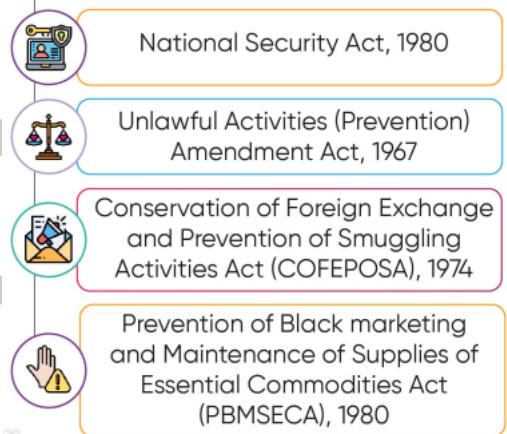 National Security Act, 1980
Unlawful Activities (Prevention)
Amendment Act, 1967
Conservation of Foreign Exchange
and Prevention of Smuggling
Activities Act (COFEPOSA), 1974
Prevention of Black marketing
and Maintenance of Supplies of
Essential Commodities Act
(PBMSECA), 1980